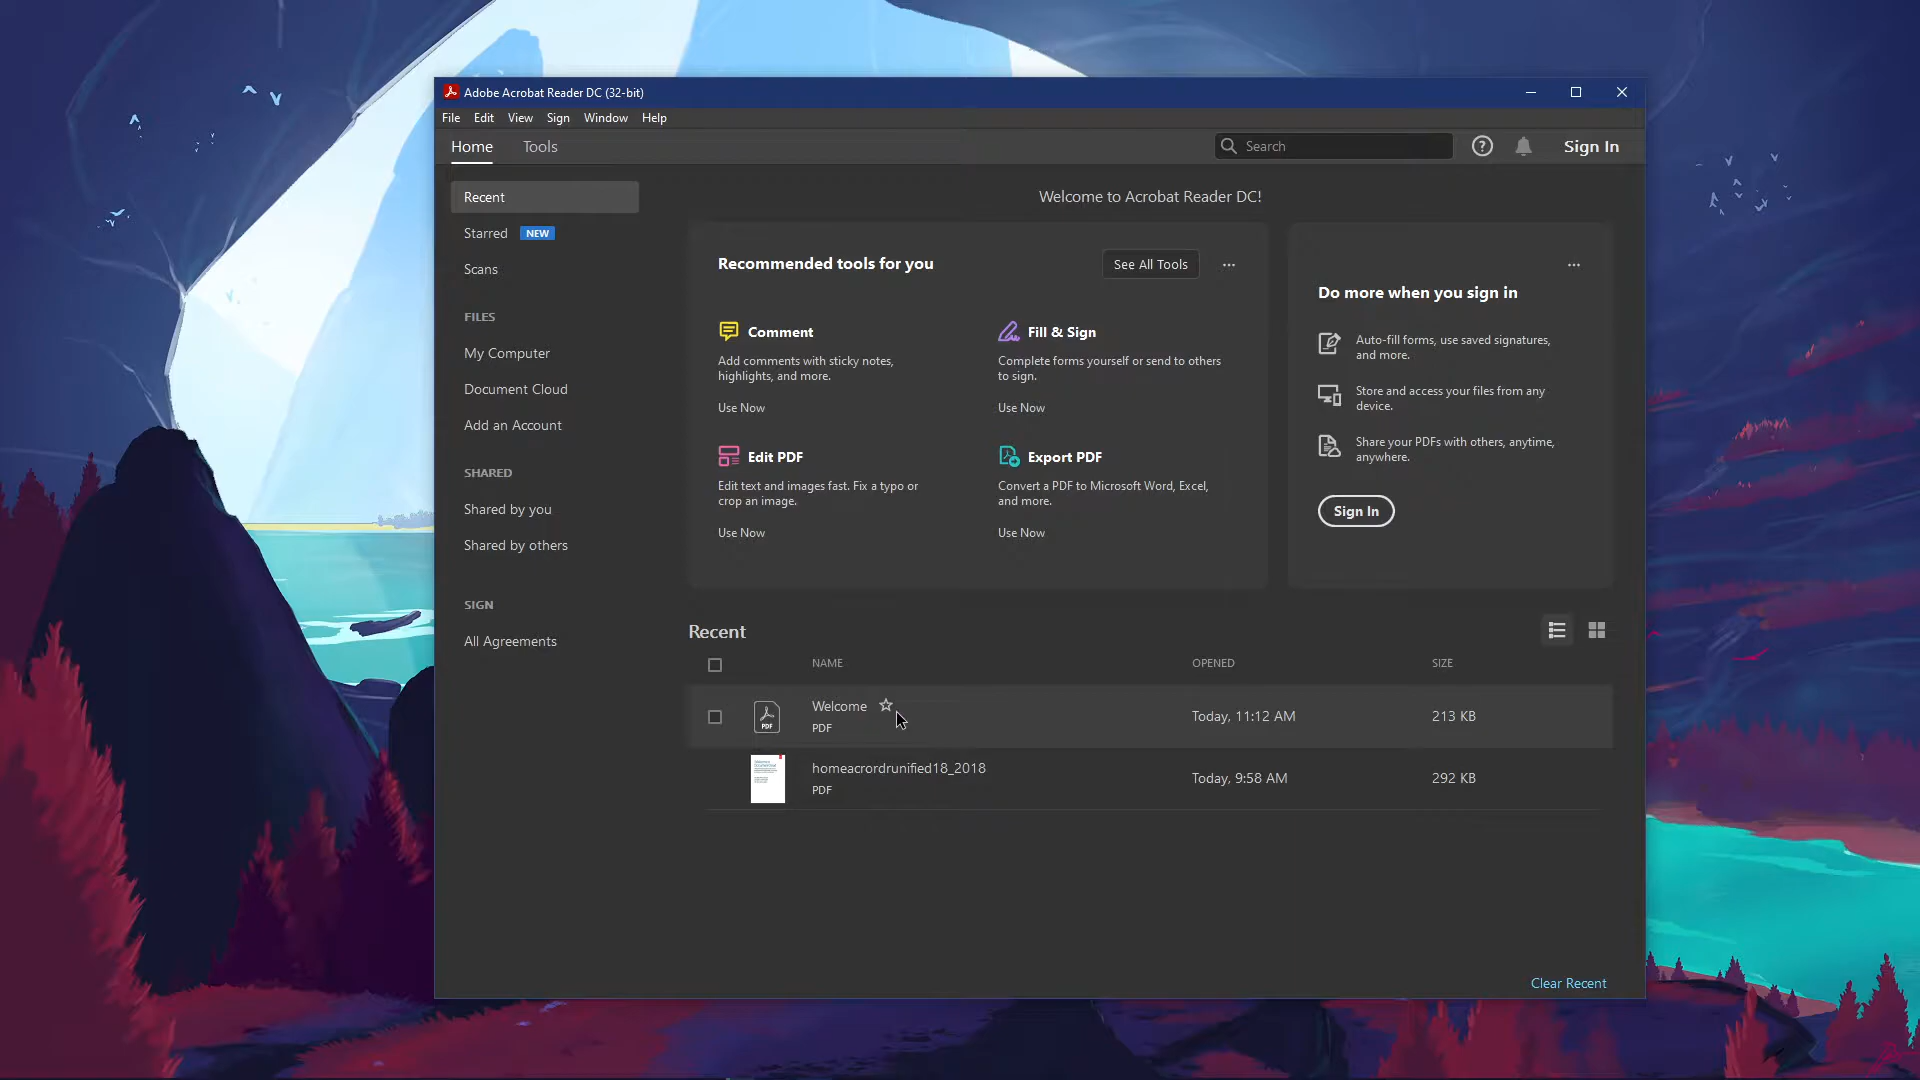 Adobe Acrobat Reader DC (32-bit)
File Edit View Sign Window Help
Home Tools
Search
Sign In
Recent
Starred NEW
Scans
FILES
My Computer
Document Cloud
Add an Account
SHARED
Shared by you
Shared by others
SIGN
All Agreements
Welcome to Acrobat Reader DC!
Recommended tools for you
See All Tools
Comment
Add comments with sticky notes,
highlights, and more.
Use Now
Fill & Sign
Complete forms yourself or send to others
to sign.
Use Now
Edit PDF
Edit text and images fast. Fix a typo or
crop an image.
Use Now
Export PDF
Convert a PDF to Microsoft Word, Excel,
and more.
Use Now
Do more when you sign in
Auto-fill forms, use saved signatures,
and more.
Store and access your files from any
device.
Share your PDFs with others, anytime,
anywhere.
Sign In
Recent
NAME OPENED SIZE
PDF
Welcome
PDF
Today, 11:12 AM 213 KB
homeacrordrunified18_2018
PDF
Today, 9:58 AM 292 KB
Clear Recent